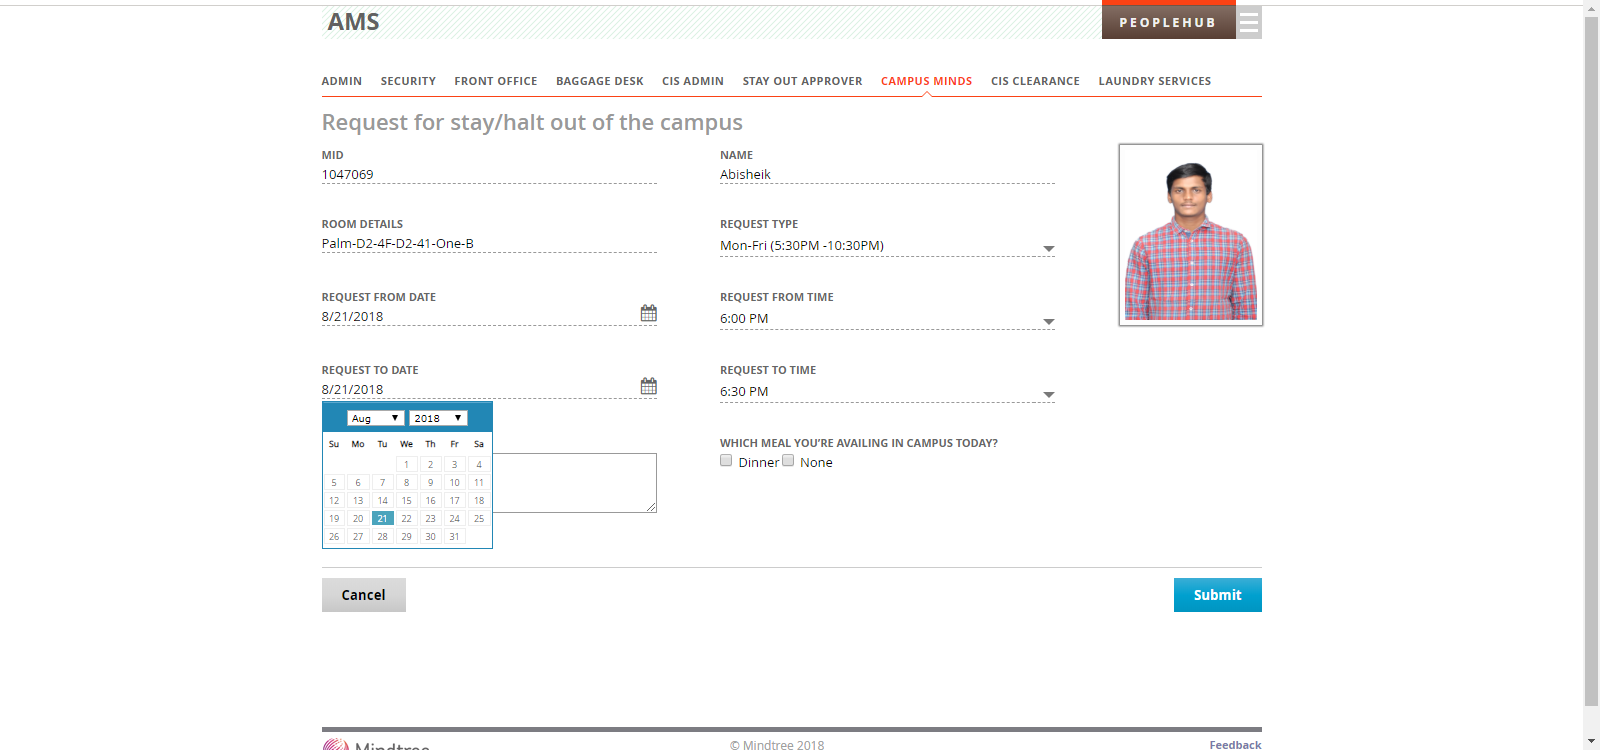 AMS
PEOPLEHUB
ADMIN SECURITY FRONT OFFICE BAGGAGE DESK CIS ADMIN STAY OUT APPROVER CAMPUS MINDS CIS CLEARANCE LAUNDRY SERVICES
Request for stay/halt out of the campus
MID NAME
1047069 Abisheik
ROOM DETAILS REQUEST TYPE
Palm-D2-4F-D2-41-One-B Mon-Fri (5:30PM -10:30PM)
REQUEST FROM DATE REQUEST FROM TIME
8/21/2018 6:00 PM
REQUEST TO DATE REQUEST TO TIME
8/21/2018 6:30 PM
Aug 2018
Su Mo Tu We Th Fr Sa
1 2 3 4
5 6 7 8 9 10 11
12 13 14 15 16 17 18
19 20 21 22 23 24 25
26 27 28 29 30 31
WHICH MEAL YOU'RE AVAILING IN CAMPUS TODAY?
Dinner None
Cancel Submit
Mindtree © Mindtree 2018 Feedback